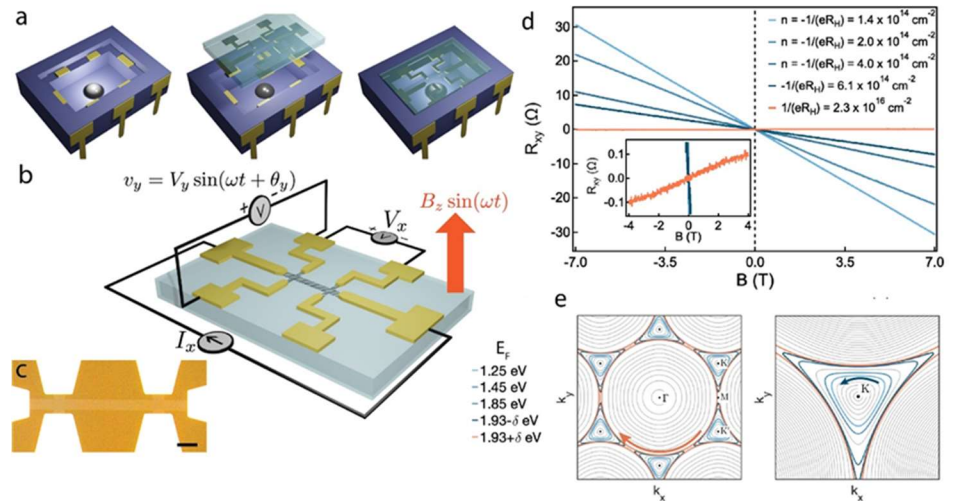 a
b
v_y = V_y sin(ωt + θ_y)
+ V -
V_x
B_z sin(ωt)
I_x
c
E_F
1.25 eV
1.45 eV
1.85 eV
1.93-δ eV
1.93+δ eV
d
R_xy (Ω)
30
20
10
0
-10
-20
30
-7.0 -3.5 0 3.5 7.0
B (T)
n = -1/(eR_H) = 1.4 x 10^14 cm^-2
n = -1/(eR_H) = 2.0 x 10^14 cm^-2
n = -1/(eR_H) = 4.0 x 10^14 cm^-2
-1/(eR_H) = 6.1 x 10^14 cm^-2
1/(eR_H) = 2.3 x 10^16 cm^-2
R_xy (Ω)
0.1
0.0
-0.1
-4 -2 0 2 4
B (T)
e
k_y
K
Γ
M
K'
k_x
k_y
K
k_x